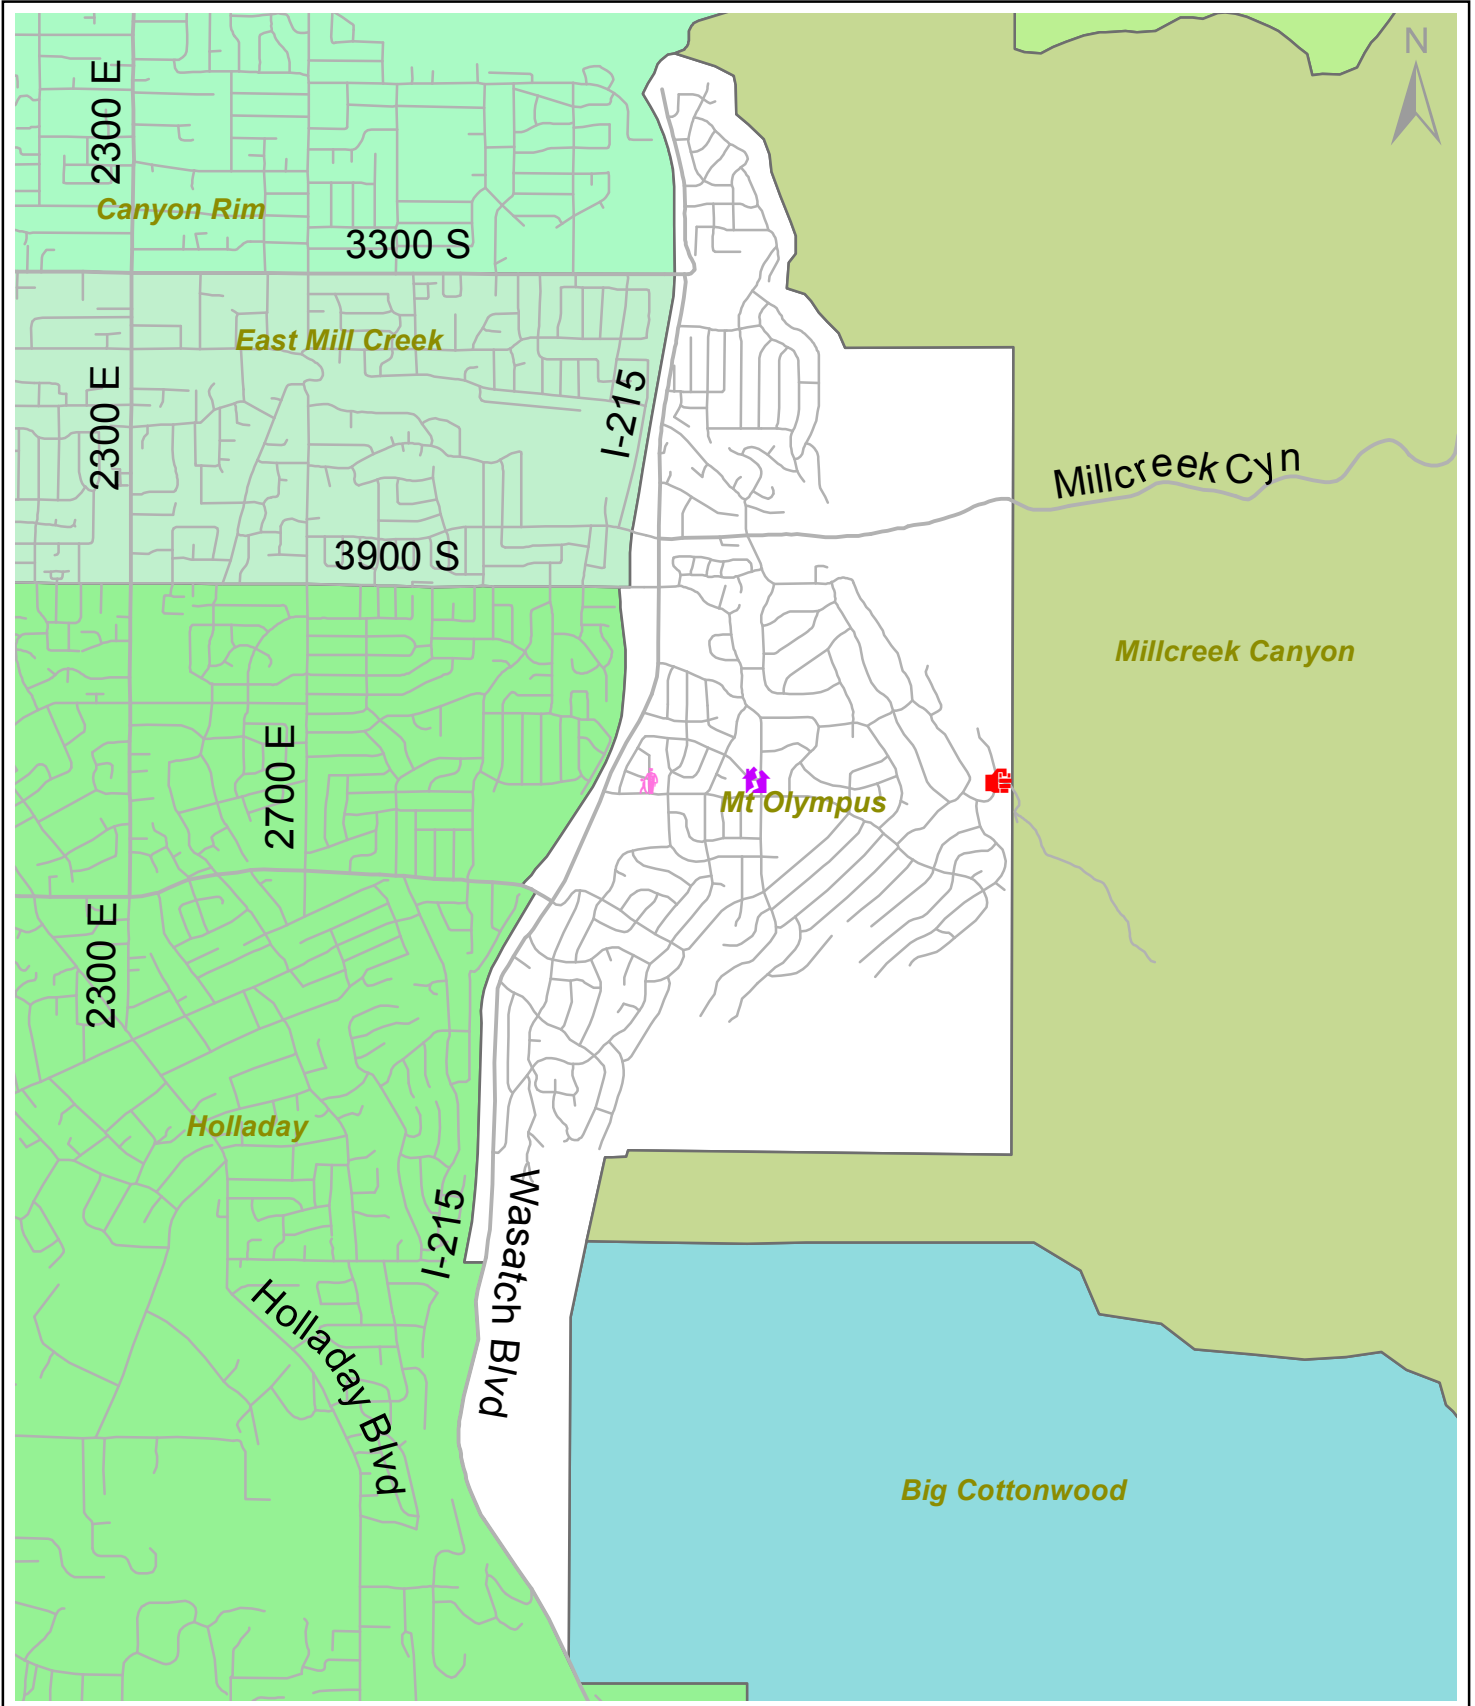 N
2300 E
Canyon Rim
3300 S
East Mill Creek
2300 E
I-215
Millcreek Cyn
3900 S
Millcreek Canyon
2700 E
Mt Olympus
2300 E
Holladay
I-215
Wasatch Blvd
Holladay Blvd
Big Cottonwood